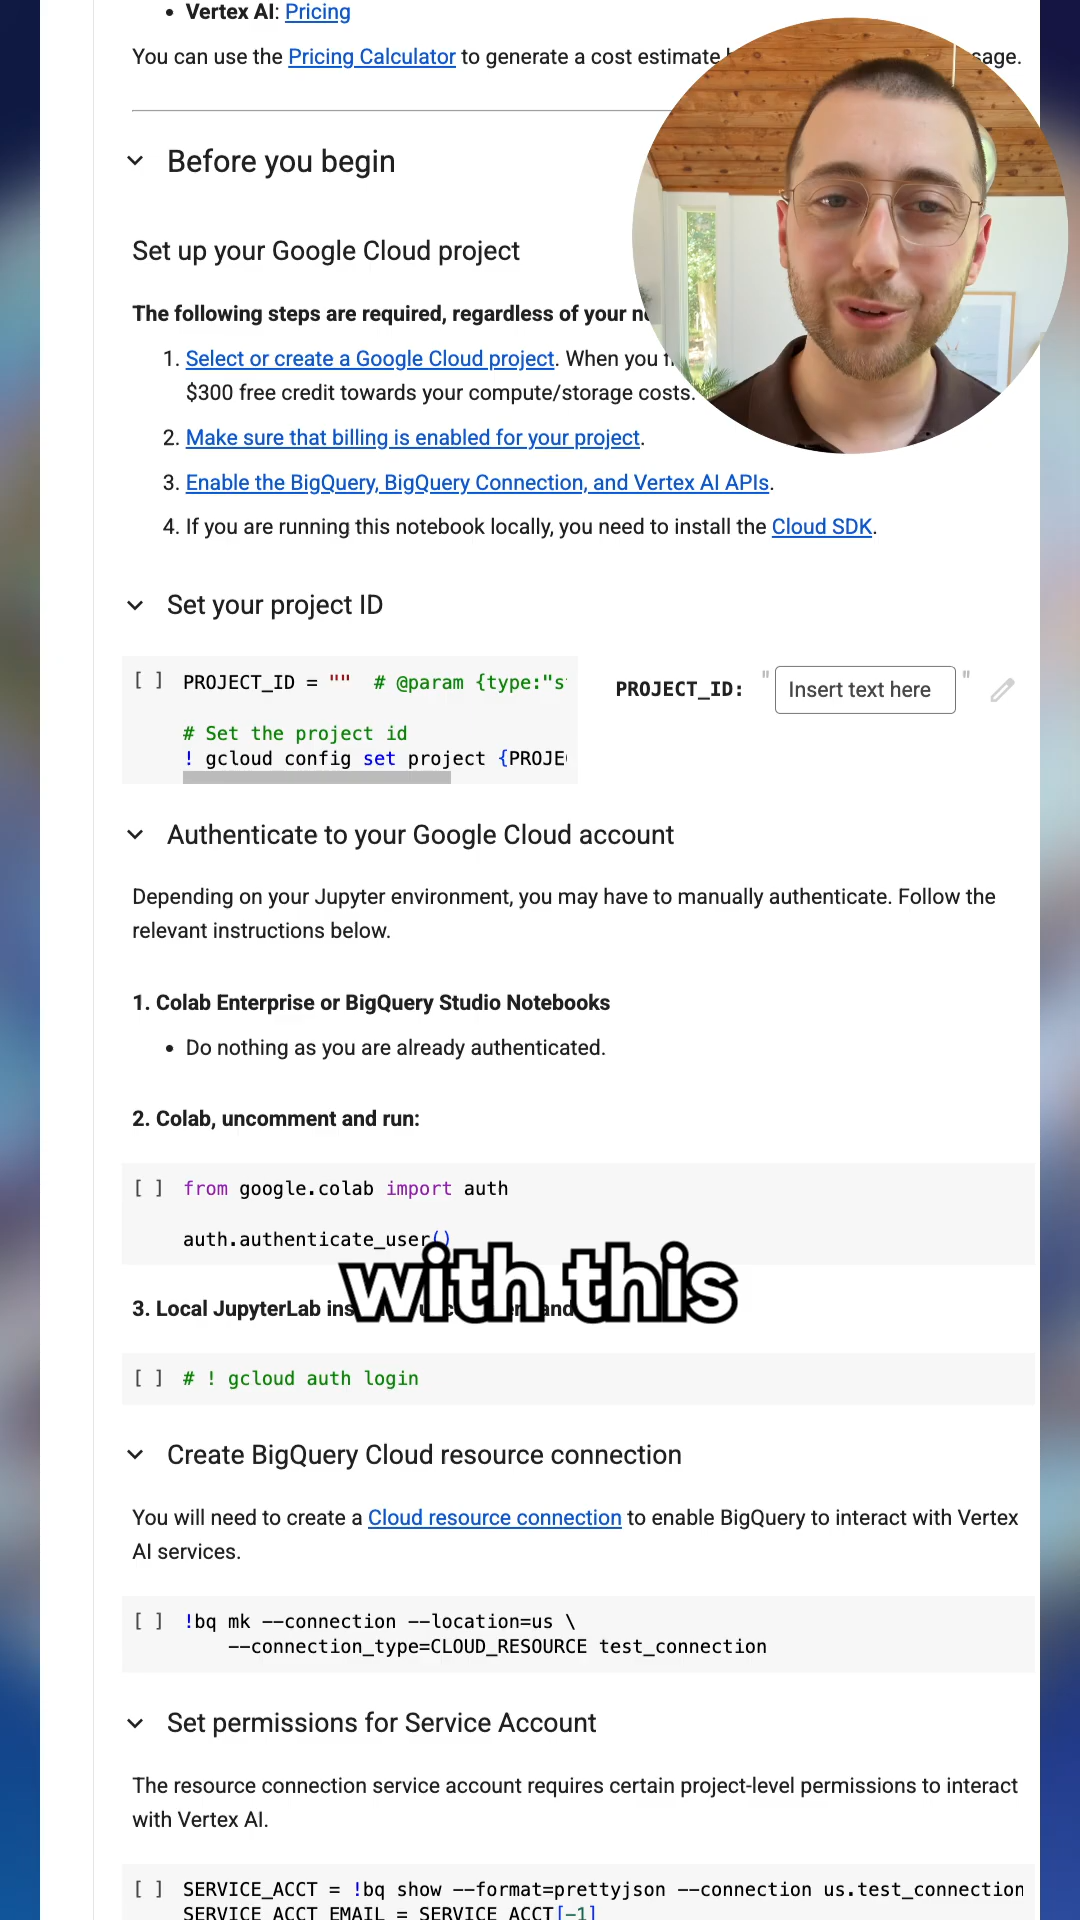 • Vertex AI: Pricing
You can use the Pricing Calculator to generate a cost estimate
Before you begin
Set up your Google Cloud project
The following steps are required, regardless of your
1. Select or create a Google Cloud project. When you
$300 free credit towards your compute/storage costs.
2. Make sure that billing is enabled for your project.
3. Enable the BigQuery, BigQuery Connection, and Vertex AI APIs.
4. If you are running this notebook locally, you need to install the Cloud SDK.
Set your project ID
[ ] PROJECT_ID = "" # @param {type:"s
# Set the project id
! gcloud config set project {PROJE
PROJECT_ID: " Insert text here "
Authenticate to your Google Cloud account
Depending on your Jupyter environment, you may have to manually authenticate. Follow the
relevant instructions below.
1. Colab Enterprise or BigQuery Studio Notebooks
• Do nothing as you are already authenticated.
2. Colab, uncomment and run:
[ ] from google.colab import auth
auth.authenticate_user()
with this
3. Local JupyterLab
[ ] # ! gcloud auth login
Create BigQuery Cloud resource connection
You will need to create a Cloud resource connection to enable BigQuery to interact with Vertex
AI services.
[ ] !bq mk --connection --location=us \
--connection_type=CLOUD_RESOURCE test_connection
Set permissions for Service Account
The resource connection service account requires certain project-level permissions to interact
with Vertex AI.
[ ] SERVICE_ACCT = !bq show --format=prettyjson --connection us.test_connection
SERVICE_ACCT_EMAIL = SERVICE_ACCT[-1]